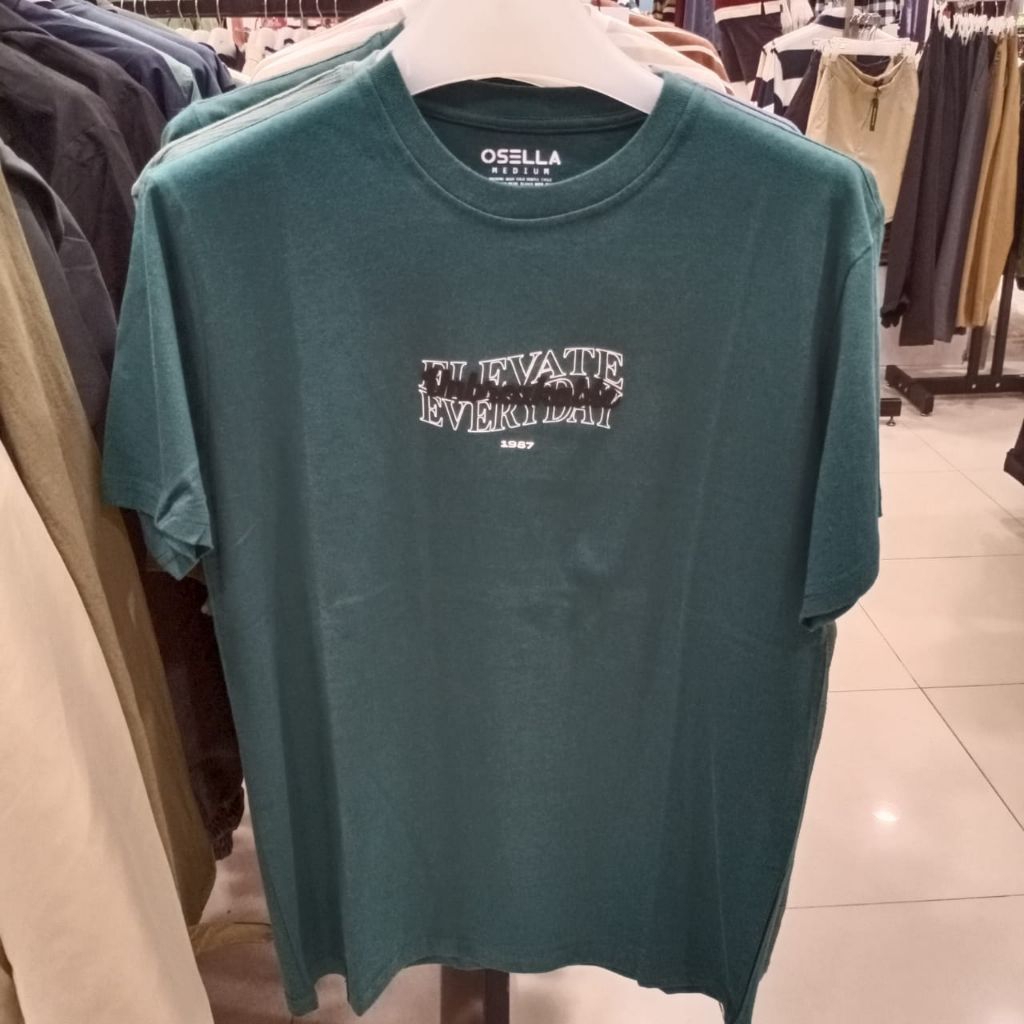 OSELLA
MEDIUM
ELEVATE
EVERYDAY
1987